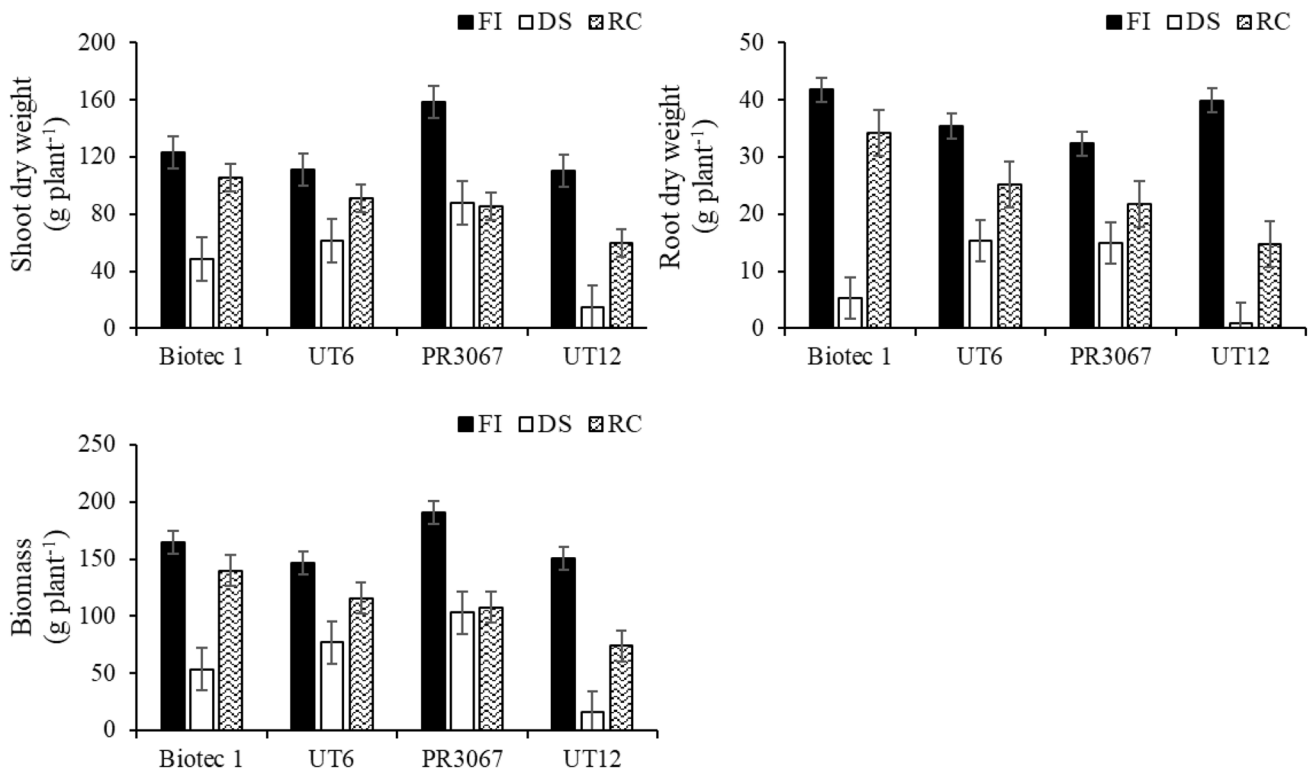 FI DS RC
Shoot dry weight
(g plant⁻¹)
200
160
120
80
40
0
Biotec 1 UT6 PR3067 UT12
FI DS RC
Root dry weight
(g plant⁻¹)
50
40
30
20
10
0
Biotec 1 UT6 PR3067 UT12
FI DS RC
Biomass
(g plant⁻¹)
250
200
150
100
50
0
Biotec 1 UT6 PR3067 UT12